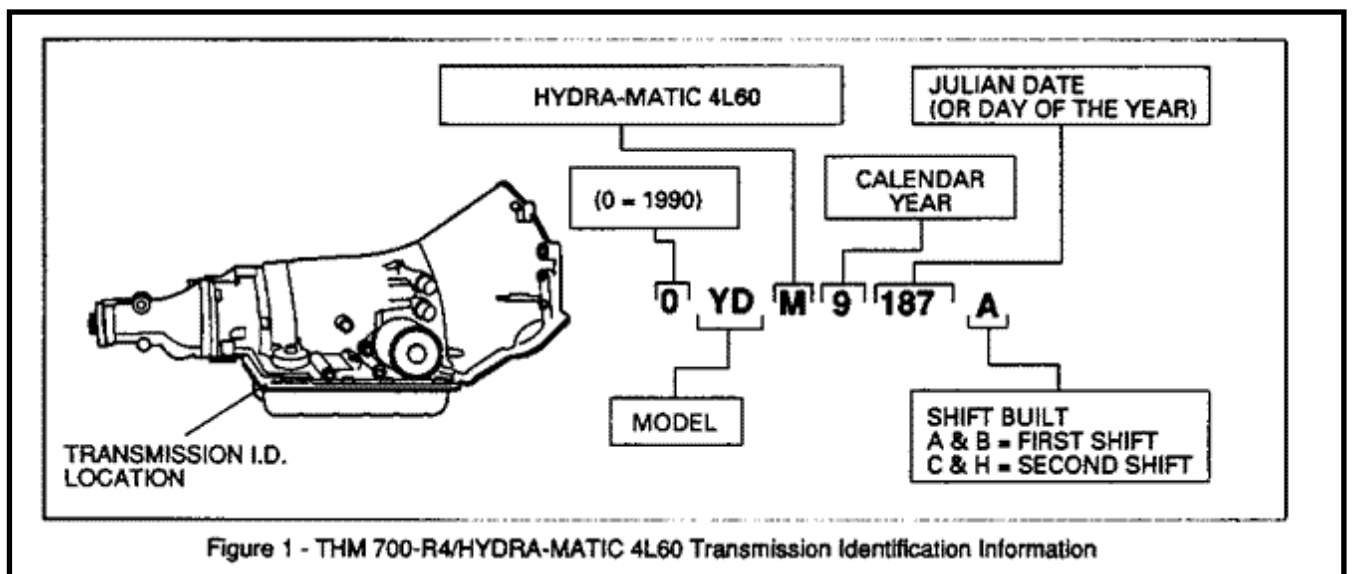 HYDRA-MATIC 4L60
JULIAN DATE
(OR DAY OF THE YEAR)
(0 = 1990)
CALENDAR
YEAR
0 YD M 9 187 A
MODEL
SHIFT BUILT
A & B = FIRST SHIFT
C & H = SECOND SHIFT
TRANSMISSION I.D.
LOCATION
Figure 1 - THM 700-R4/HYDRA-MATIC 4L60 Transmission Identification Information